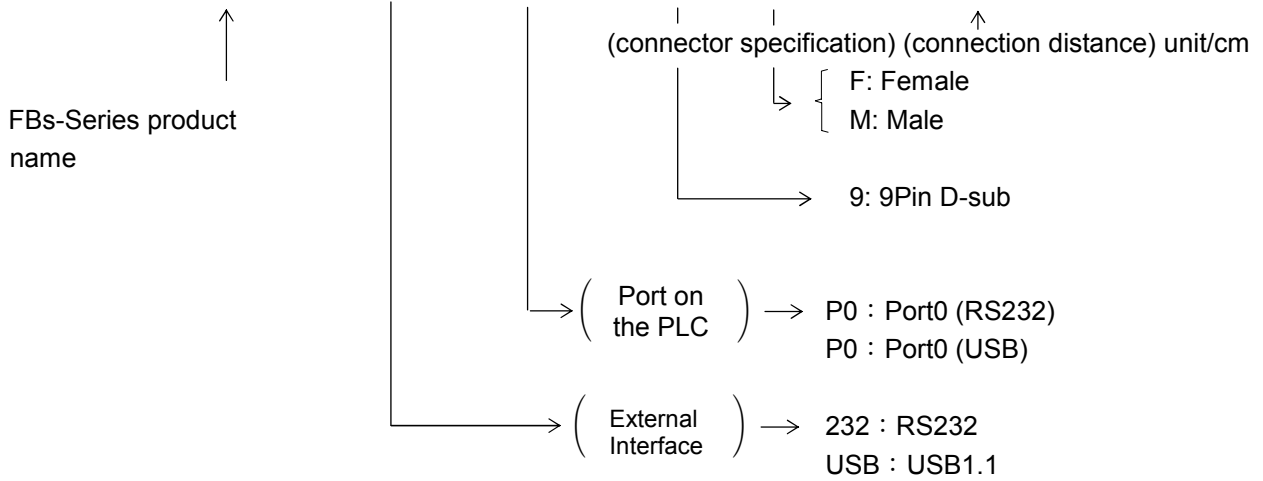 (connector specification) (connection distance) unit/cm
F: Female
M: Male
FBs-Series product
name
9: 9Pin D-sub
Port on
the PLC
P0：Port0 (RS232)
P0：Port0 (USB)
External
Interface
232：RS232
USB：USB1.1